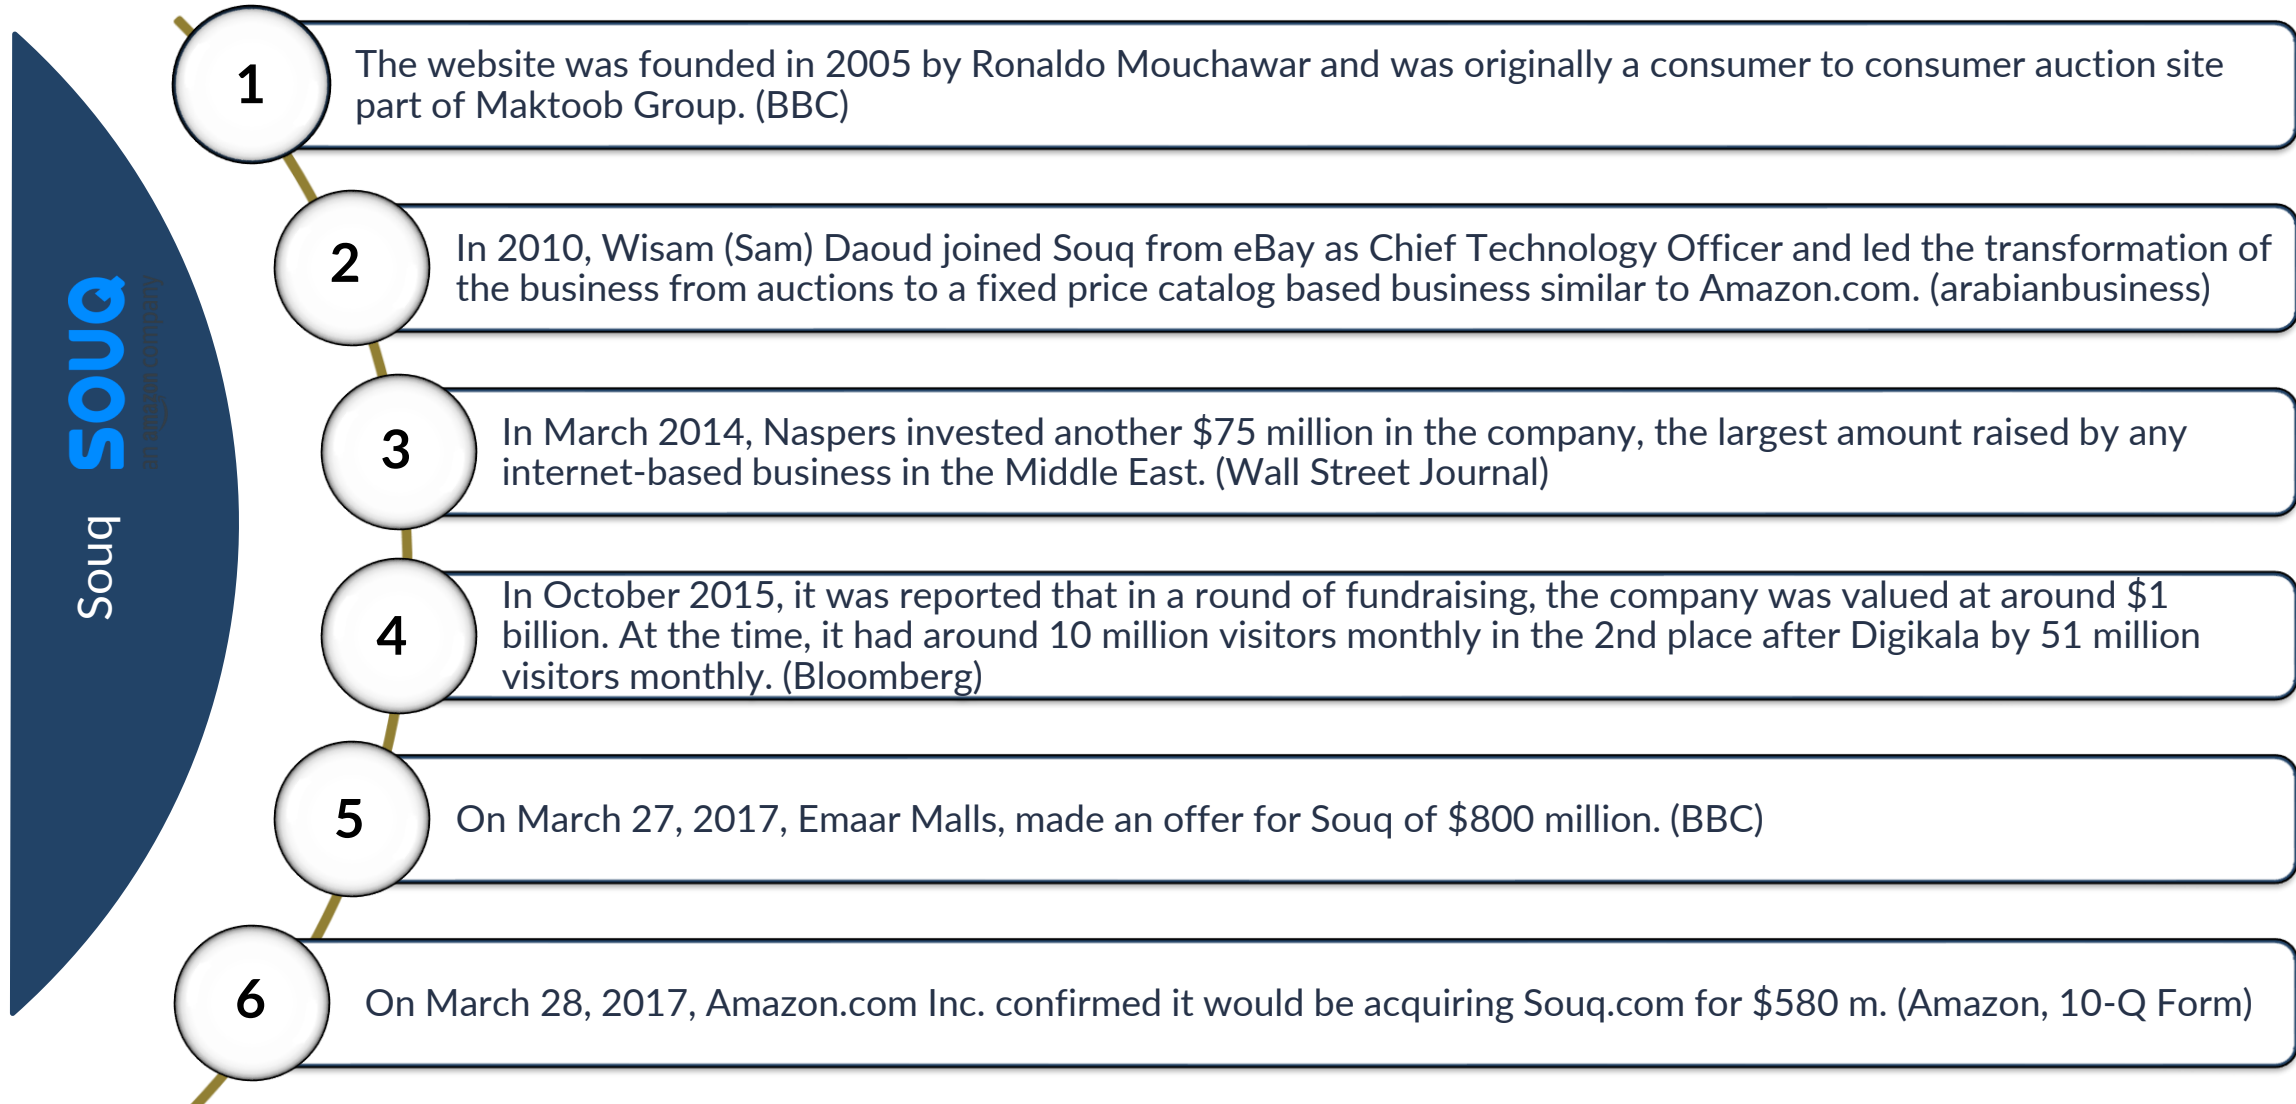 1
The website was founded in 2005 by Ronaldo Mouchawar and was originally a consumer to consumer auction site
part of Maktoob Group. (BBC)
2
In 2010, Wisam (Sam) Daoud joined Souq from eBay as Chief Technology Officer and led the transformation of
the business from auctions to a fixed price catalog based business similar to Amazon.com. (arabianbusiness)
3
In March 2014, Naspers invested another $75 million in the company, the largest amount raised by any
internet-based business in the Middle East. (Wall Street Journal)
4
In October 2015, it was reported that in a round of fundraising, the company was valued at around $1
billion. At the time, it had around 10 million visitors monthly in the 2nd place after Digikala by 51 million
visitors monthly. (Bloomberg)
5
On March 27, 2017, Emaar Malls, made an offer for Souq of $800 million. (BBC)
6
On March 28, 2017, Amazon.com Inc. confirmed it would be acquiring Souq.com for $580 m. (Amazon, 10-Q Form)
Souq
souq
an amazon company